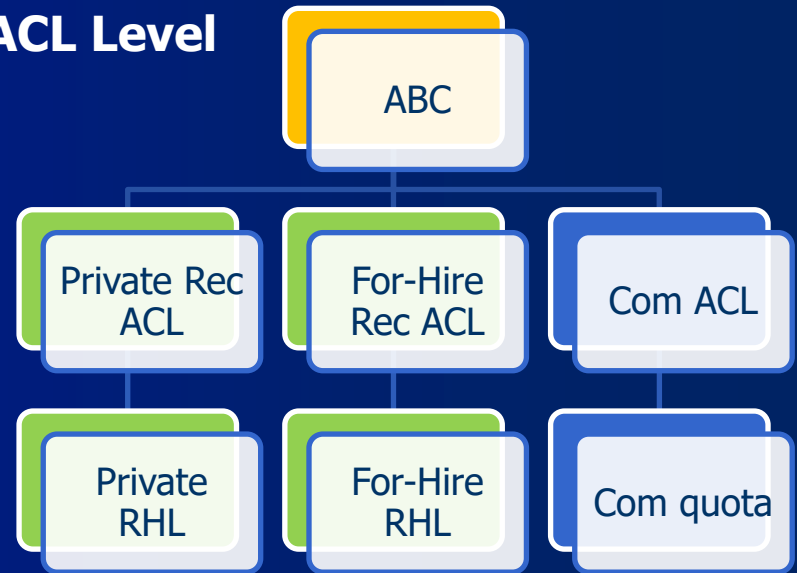 ACL Level
ABC
Private Rec
ACL
For-Hire
Rec ACL
Com ACL
Private
RHL
For-Hire
RHL
Com quota